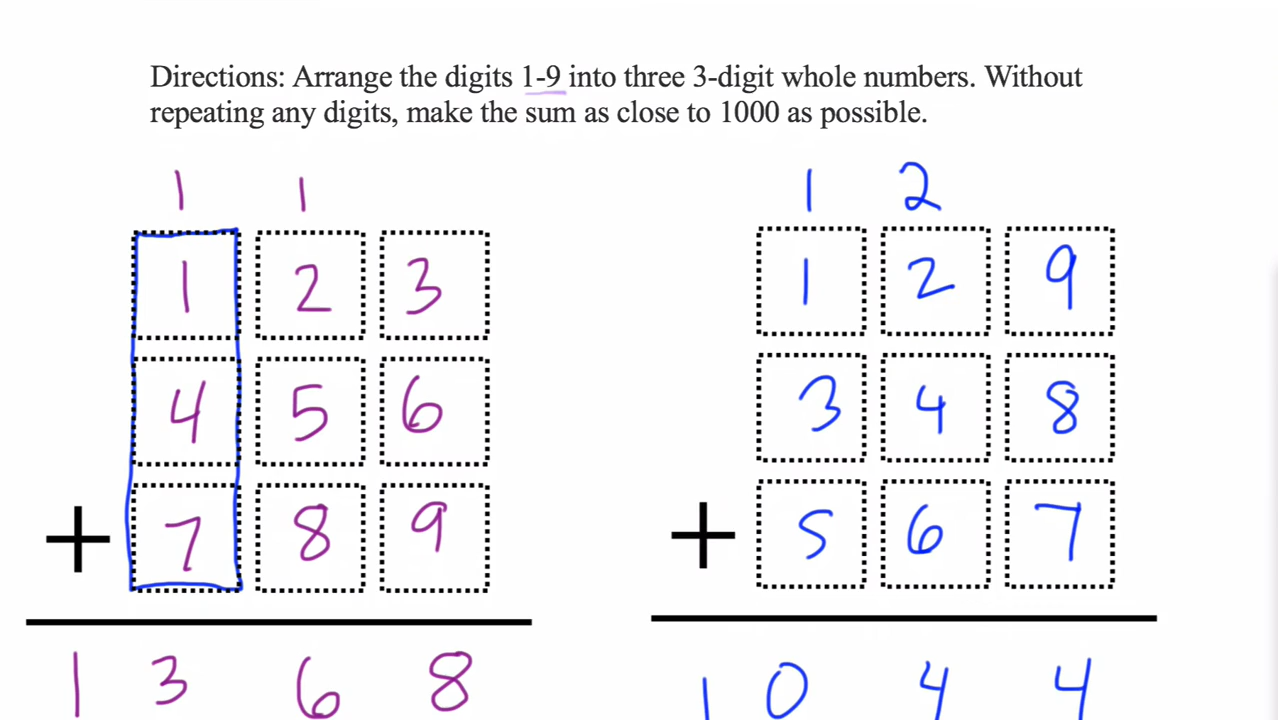 Directions: Arrange the digits 1-9 into three 3-digit whole numbers. Without
repeating any digits, make the sum as close to 1000 as possible.
1 1
1 2 3
4 5 6
+ 7 8 9
1 3 6 8
1 2
1 2 9
3 4 8
+ 5 6 7
1 0 4 4